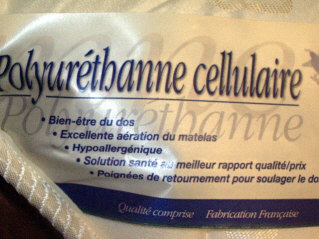 Polyuréthanne cellulaire
Polyuréthanne
• Bien-être du dos
• Excellente aération du matelas
• Hypoallergénique
• Solution santé au meilleur rapport qualité/prix
• Poignées de retournement pour soulager le do
Qualité comprise Fabrication Française